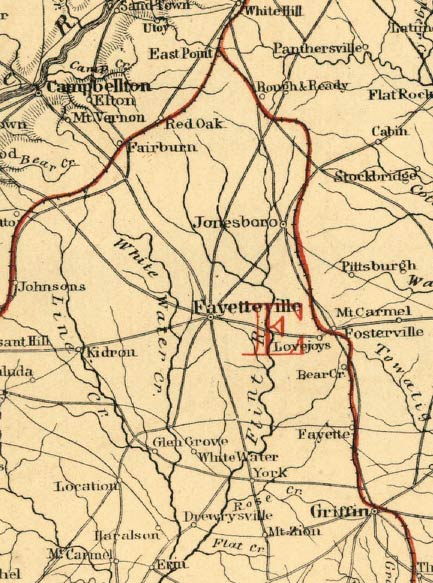 Sand Town
White Hill
Utoy
East Point
Panthersville
Camp Cr.
R
Campbellton
Rough & Ready
Elton
Flat Rock
Mt. Vernon
Red Oak
Cabin
Fairburn
Bear Cr.
Stockbridge
Jonesboro
White Water Cr.
Pittsburgh
Johnsons
Fayetteville
Mt Carmel
Line Cr.
E
Fosterville
Lovejoys
Kidron
Flint R.
Bear Cr.
Glen Grove
Fayette
White Water
York
Location
Rose Cr.
Griffin
Drewrysville
Haralson
Mt. Zion
Flat Cr.
Mc. Carmel
Erin